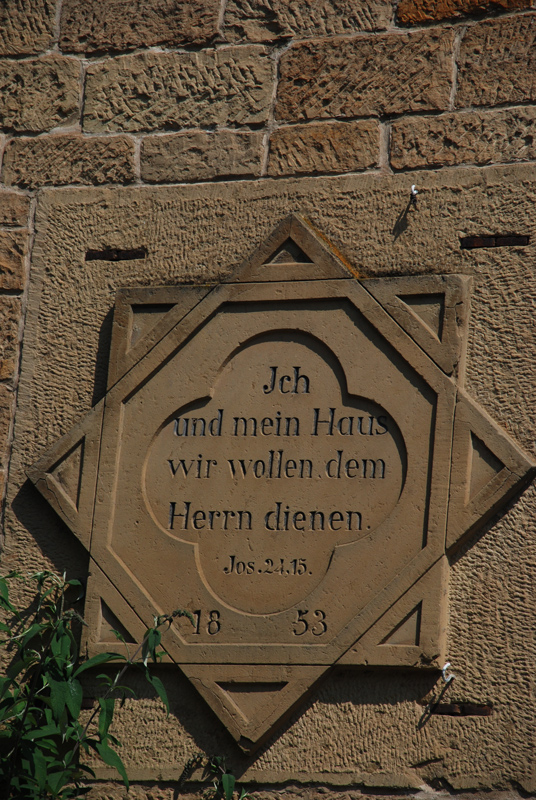 Jch
und mein Haus
wir wollen dem
Herrn dienen.
Jos. 24.15.
18 53